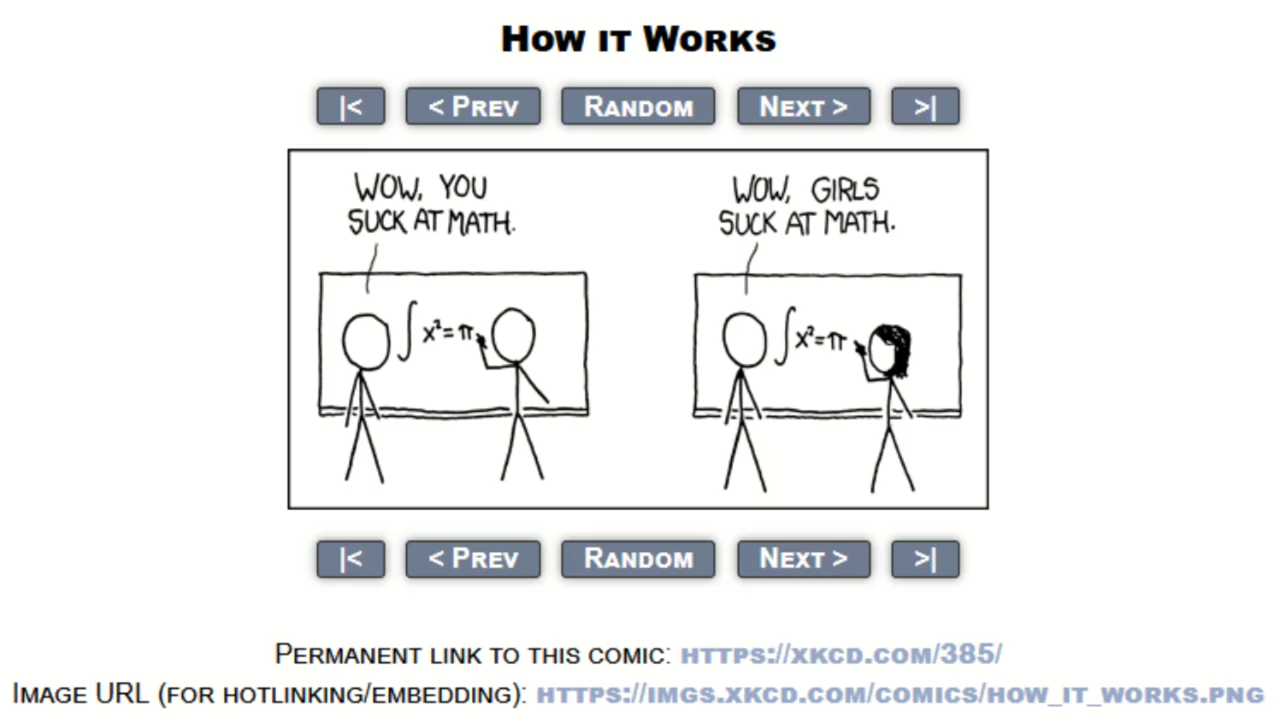 How it Works
|< < Prev Random Next > >|
WOW, YOU
SUCK AT MATH.
∫x²=π
WOW, GIRLS
SUCK AT MATH.
∫x²=π
|< < Prev Random Next > >|
Permanent link to this comic: https://xkcd.com/385/
Image URL (for hotlinking/embedding): https://imgs.xkcd.com/comics/how_it_works.png